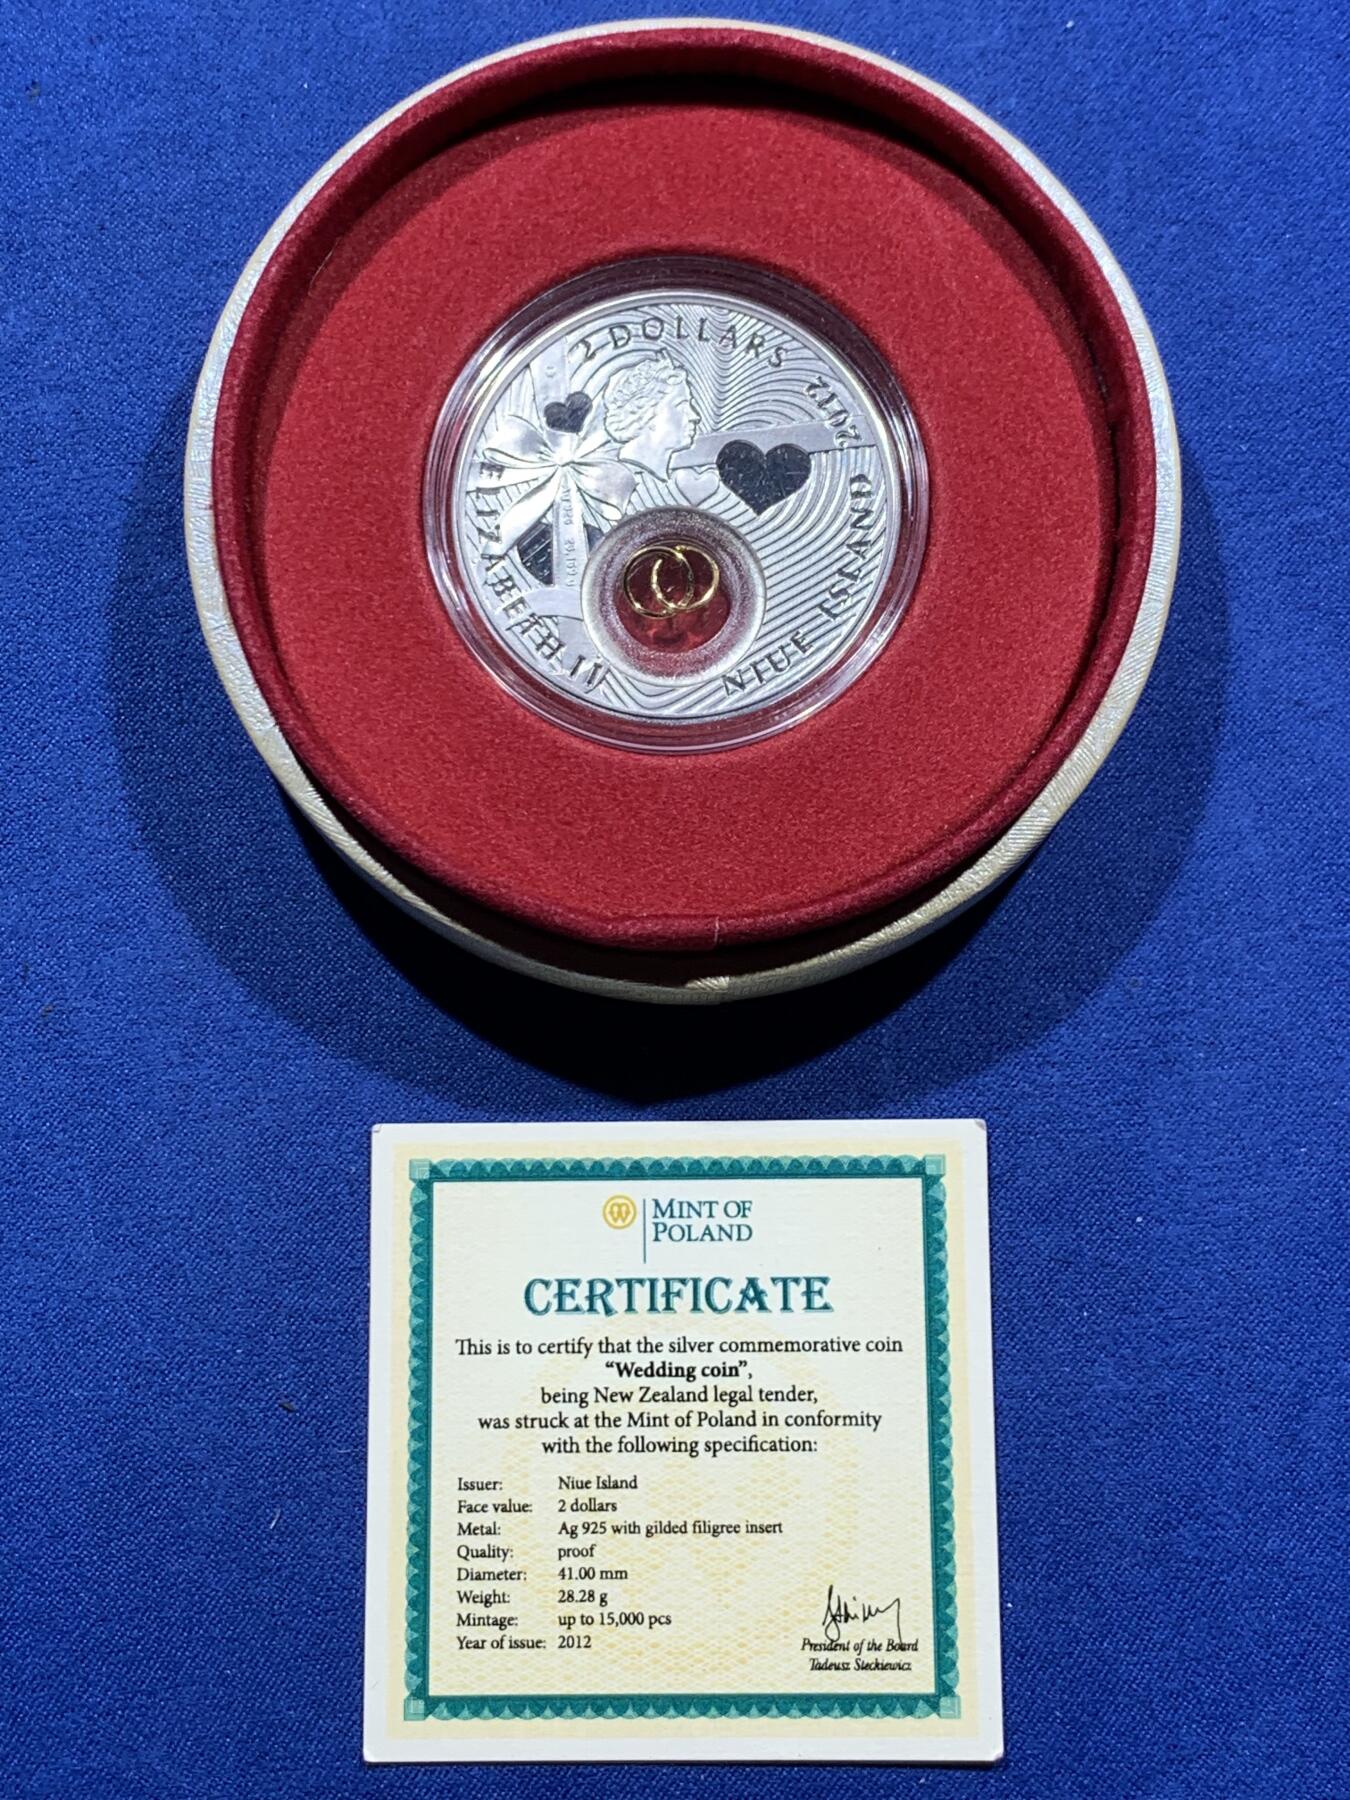 2 DOLLARS 2012
ELIZABETH II
NIUE ISLAND
MINT OF
POLAND
CERTIFICATE
This is to certify that the silver commemorative coin
“Wedding coin”,
being New Zealand legal tender,
was struck at the Mint of Poland in conformity
with the following specification:
Issuer: Niue Island
Face value: 2 dollars
Metal: Ag 925 with gilded filigree insert
Quality: proof
Diameter: 41.00 mm
Weight: 28.28 g
Mintage: up to 15,000 pcs
Year of issue: 2012
President of the Board
Tadeusz Steckiewicz